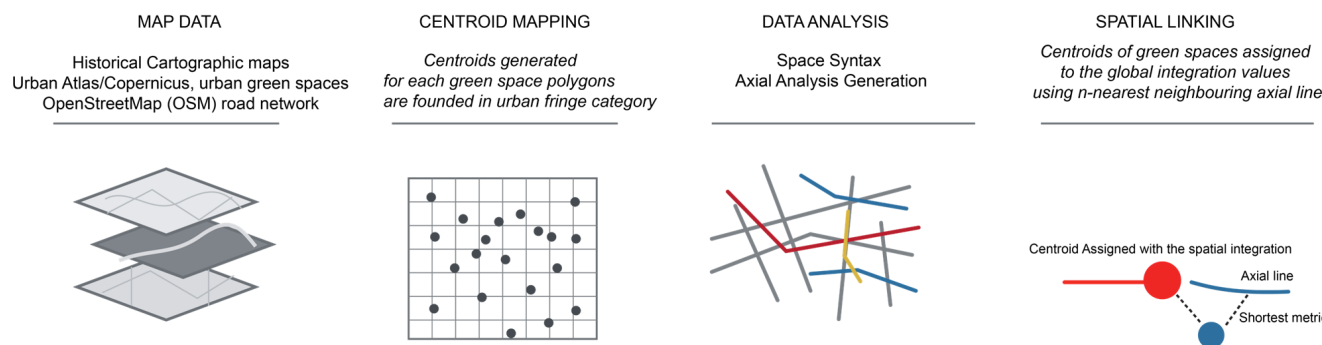 MAP DATA
Historical Cartographic maps
Urban Atlas/Copernicus, urban green spaces
OpenStreetMap (OSM) road network
CENTROID MAPPING
Centroids generated
for each green space polygons
are founded in urban fringe category
DATA ANALYSIS
Space Syntax
Axial Analysis Generation
SPATIAL LINKING
Centroids of green spaces assigned
to the global integration values
using n-nearest neighbouring axial line
Centroid Assigned with the spatial integration
Axial line
Shortest metric